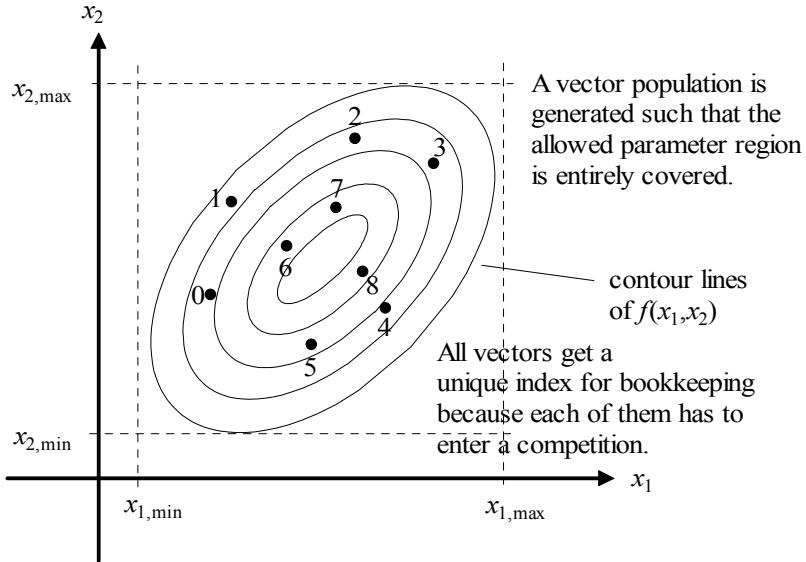 x2
x2,max
A vector population is
generated such that the
allowed parameter region
is entirely covered.
2
3
1
7
6
0
8
4
5
contour lines
of f(x1,x2)
All vectors get a
unique index for bookkeeping
because each of them has to
enter a competition.
x2,min
x1
x1,min
x1,max